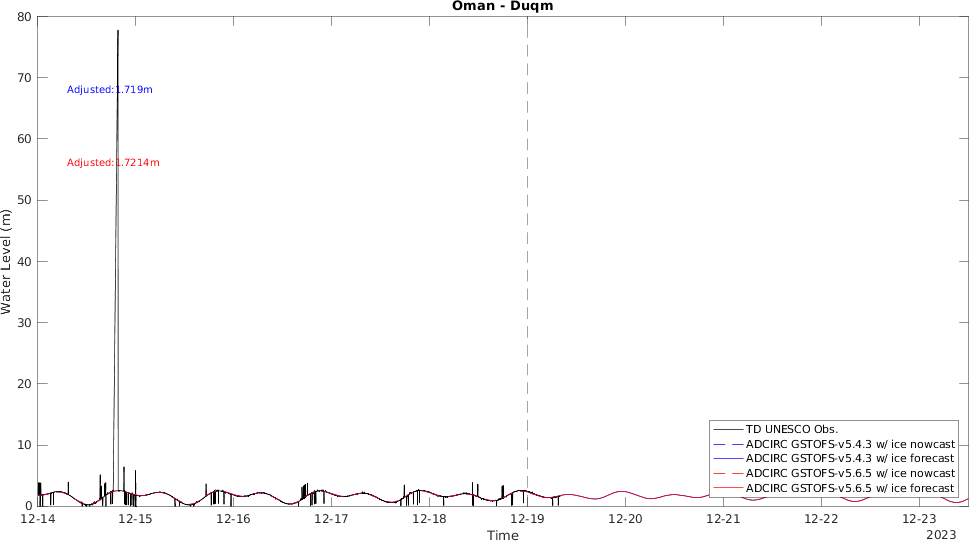 Oman - Duqm
80
70
60
50
40
30
20
10
0
Water Level (m)
Adjusted:1.719m
Adjusted:1.7214m
TD UNESCO Obs.
ADCIRC GSTOFS-v5.4.3 w/ ice nowcast
ADCIRC GSTOFS-v5.4.3 w/ ice forecast
ADCIRC GSTOFS-v5.6.5 w/ ice nowcast
ADCIRC GSTOFS-v5.6.5 w/ ice forecast
12-14
12-15
12-16
12-17
12-18
12-19
12-20
12-21
12-22
12-23
Time
2023